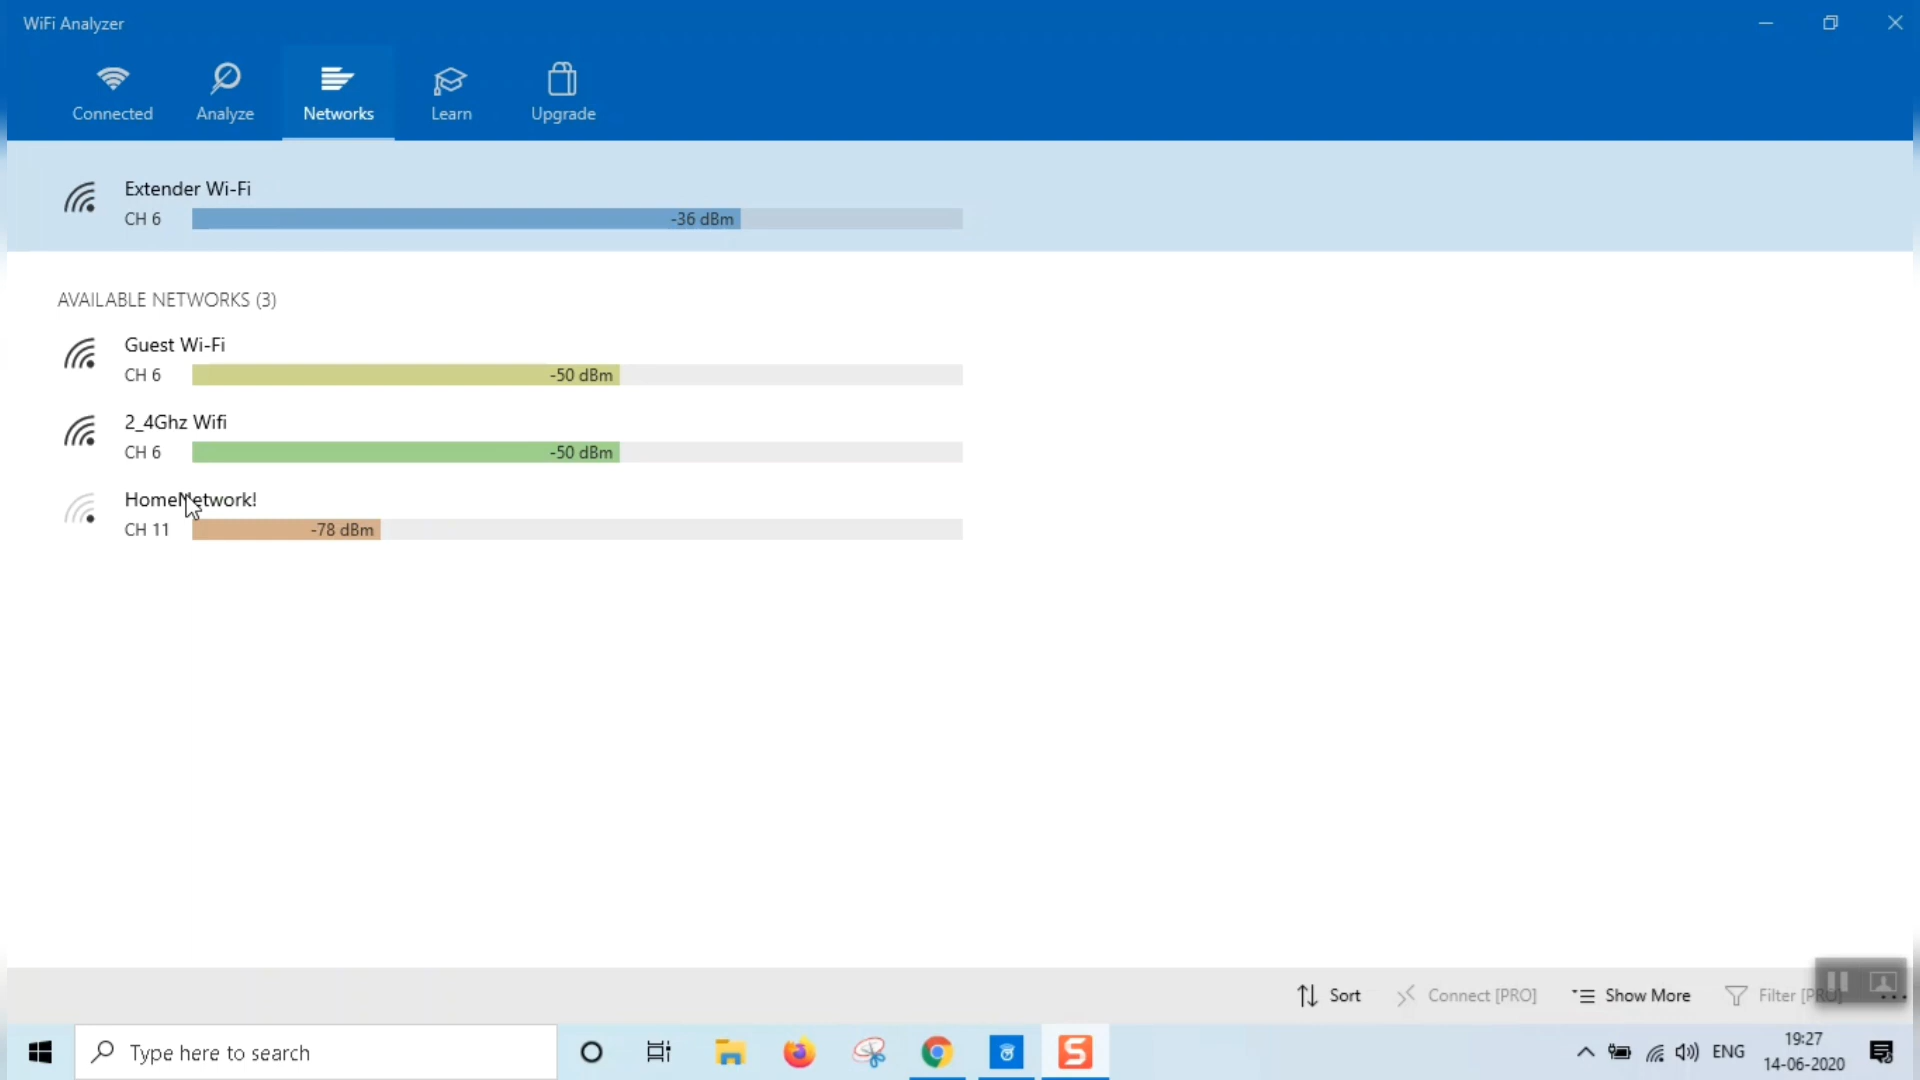 WiFi Analyzer
Connected Analyze Networks Learn Upgrade
Extender Wi-Fi
CH 6 -36 dBm
AVAILABLE NETWORKS (3)
Guest Wi-Fi
CH 6 -50 dBm
2_4Ghz Wifi
CH 6 -50 dBm
HomeNetwork!
CH 11 -78 dBm
Sort Connect [PRO] Show More Filter [PRO]
Type here to search
ENG
19:27
14-06-2020